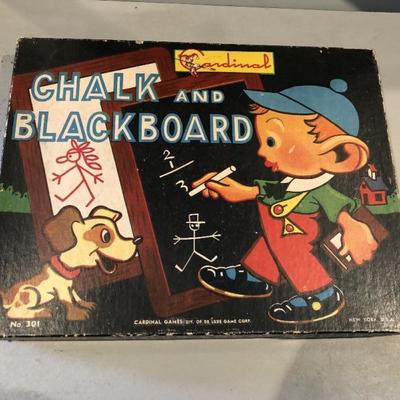 Cardinal
CHALK AND
BLACKBOARD
2
1
3
No. 301
CARDINAL GAMES: DIV. OF DE LUXE GAME CORP.
NEW YORK, U.S.A.